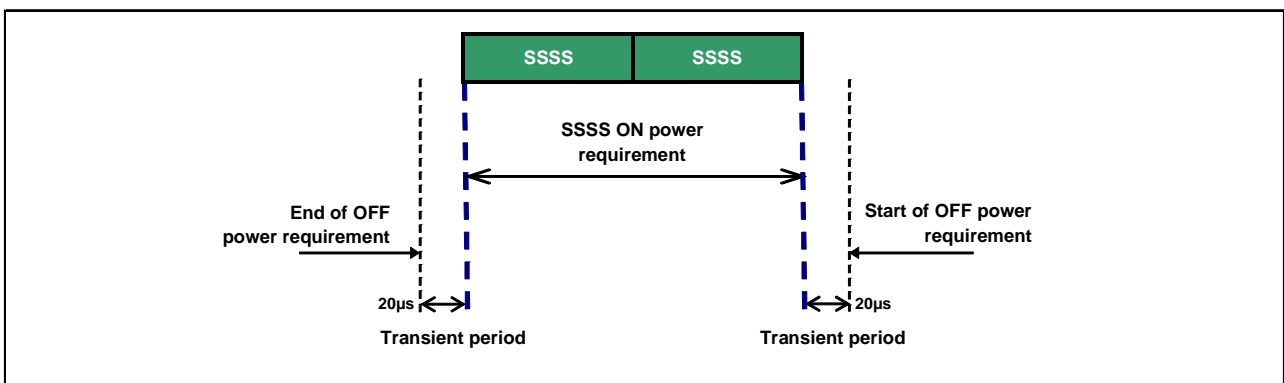 SSSS SSSS
SSSS ON power
requirement
End of OFF
power requirement
Start of OFF power
requirement
20µs
20µs
Transient period
Transient period